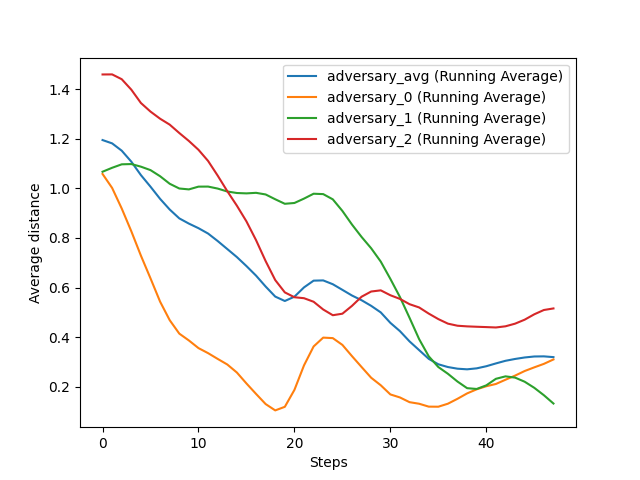 adversary_avg (Running Average)
adversary_0 (Running Average)
adversary_1 (Running Average)
adversary_2 (Running Average)
1.4
1.2
1.0
0.8
0.6
0.4
0.2
Average distance
0 10 20 30 40
Steps